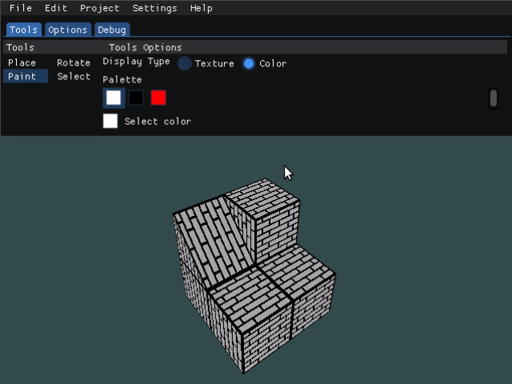 File Edit Project Settings Help
Tools Options Debug
Tools Tools Options
Place Rotate Display Type Texture Color
Paint Select Palette
Select color